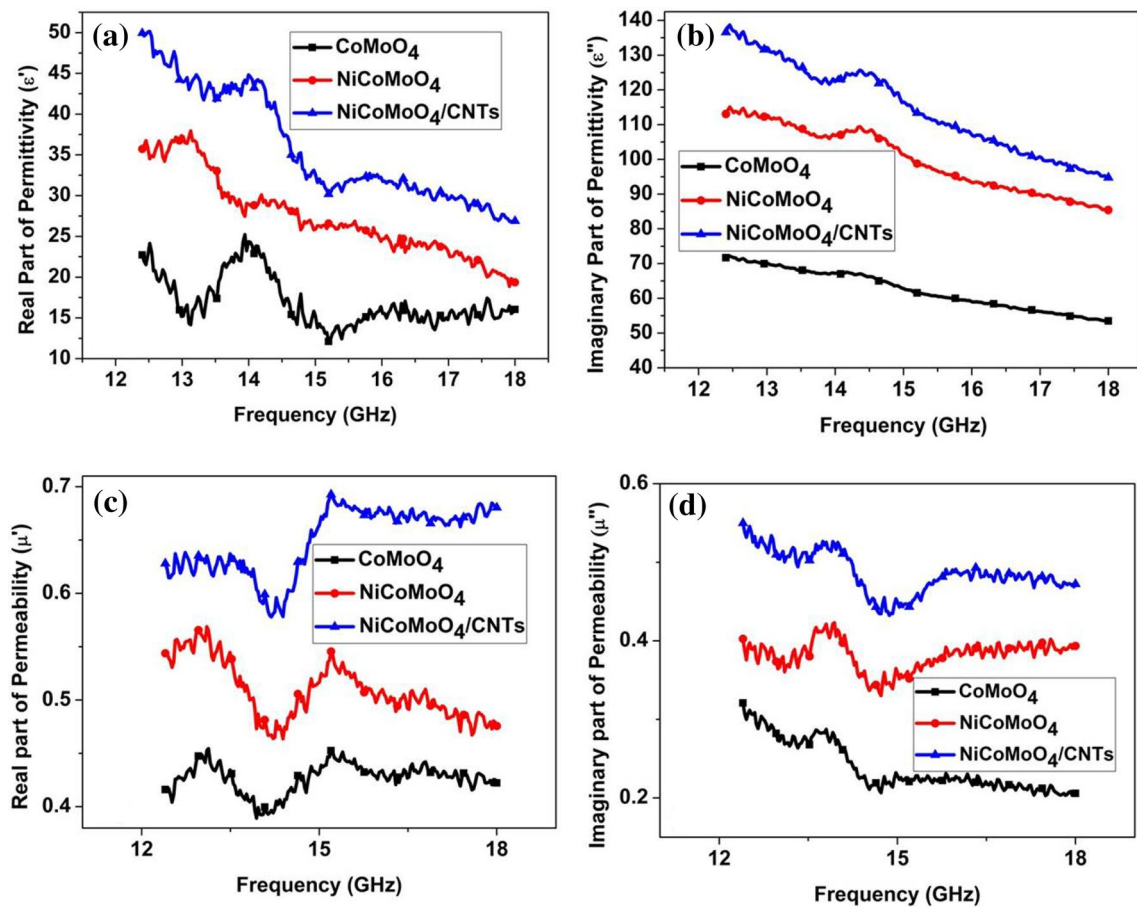 (a)
CoMoO4
NiCoMoO4
NiCoMoO4/CNTs
Real Part of Permittivity (ε')
50
45
40
35
30
25
20
15
10
12 13 14 15 16 17 18
Frequency (GHz)
(b)
CoMoO4
NiCoMoO4
NiCoMoO4/CNTs
Imaginary Part of Permittivity (ε")
140
130
120
110
100
90
80
70
60
50
40
12 13 14 15 16 17 18
Frequency (GHz)
(c)
CoMoO4
NiCoMoO4
NiCoMoO4/CNTs
Real part of Permeability (μ')
0.7
0.6
0.5
0.4
12 15 18
Frequency (GHz)
(d)
CoMoO4
NiCoMoO4
NiCoMoO4/CNTs
Imaginary part of Permeability (μ")
0.6
0.4
0.2
12 15 18
Frequency (GHz)